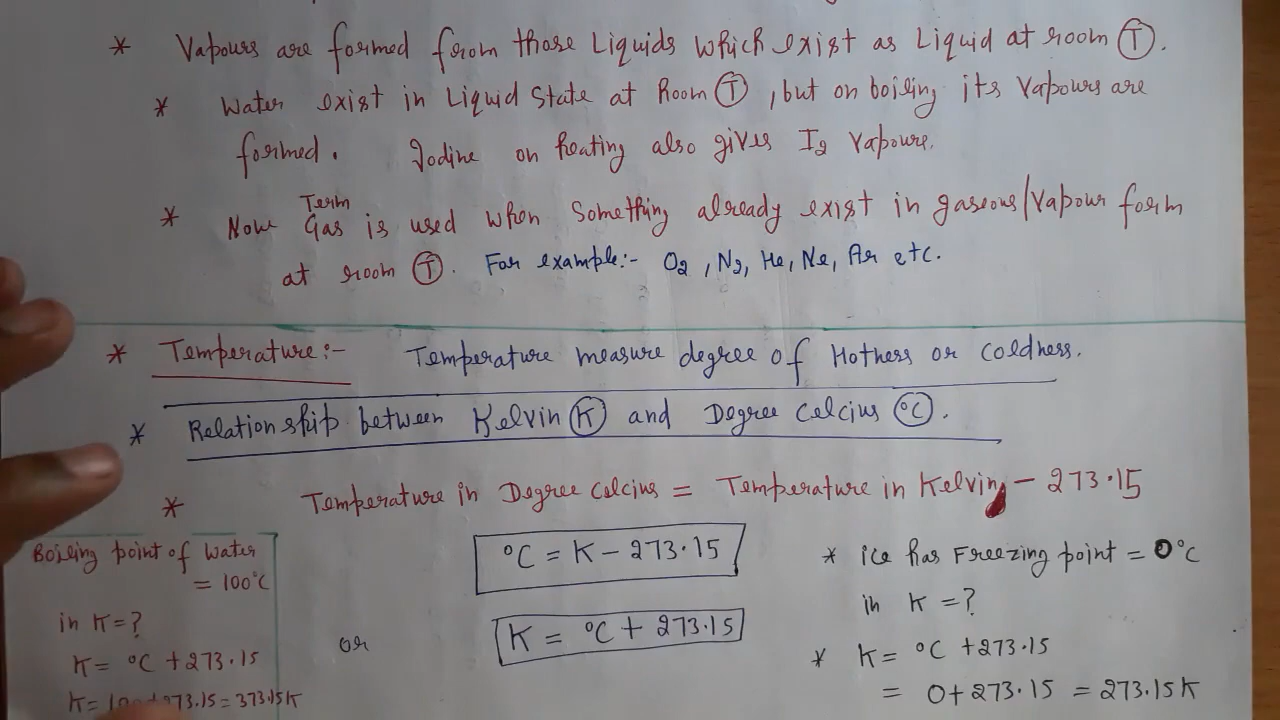 * Vapours are formed from those Liquids which exist as Liquid at room (T).
* Water exist in Liquid State at Room (T), but on boiling its Vapours are
formed. Iodine on heating also gives I2 Vapours.
* Now Term Gas is used when Something already exist in gaseous/Vapour form
at room (T). For example:- O2, N2, He, Ne, Ar etc.
* Temperature:- Temperature measure degree of Hotness or Coldness.
* Relationship between Kelvin (K) and Degree Celcius (°C).
* Temperature in Degree Celcius = Temperature in Kelvin - 273.15
Boiling point of Water
= 100°C
in K=?
K= °C +273.15
K= 100+273.15=373.15K
°C = K - 273.15
or
K = °C + 273.15
* ice has Freezing point = 0°C
in K=?
* K= °C +273.15
= 0+273.15 = 273.15K